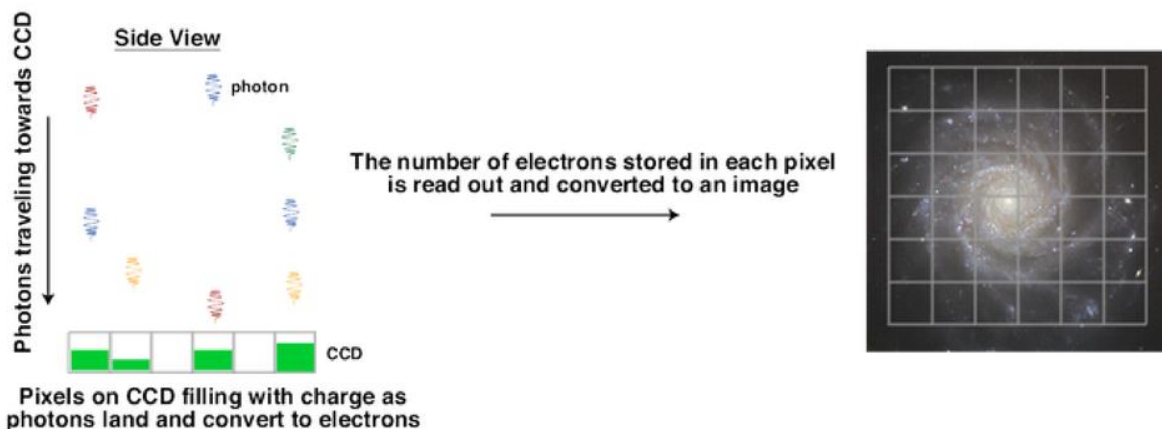 Side View
Photons traveling towards CCD
photon
The number of electrons stored in each pixel
is read out and converted to an image
CCD
Pixels on CCD filling with charge as
photons land and convert to electrons